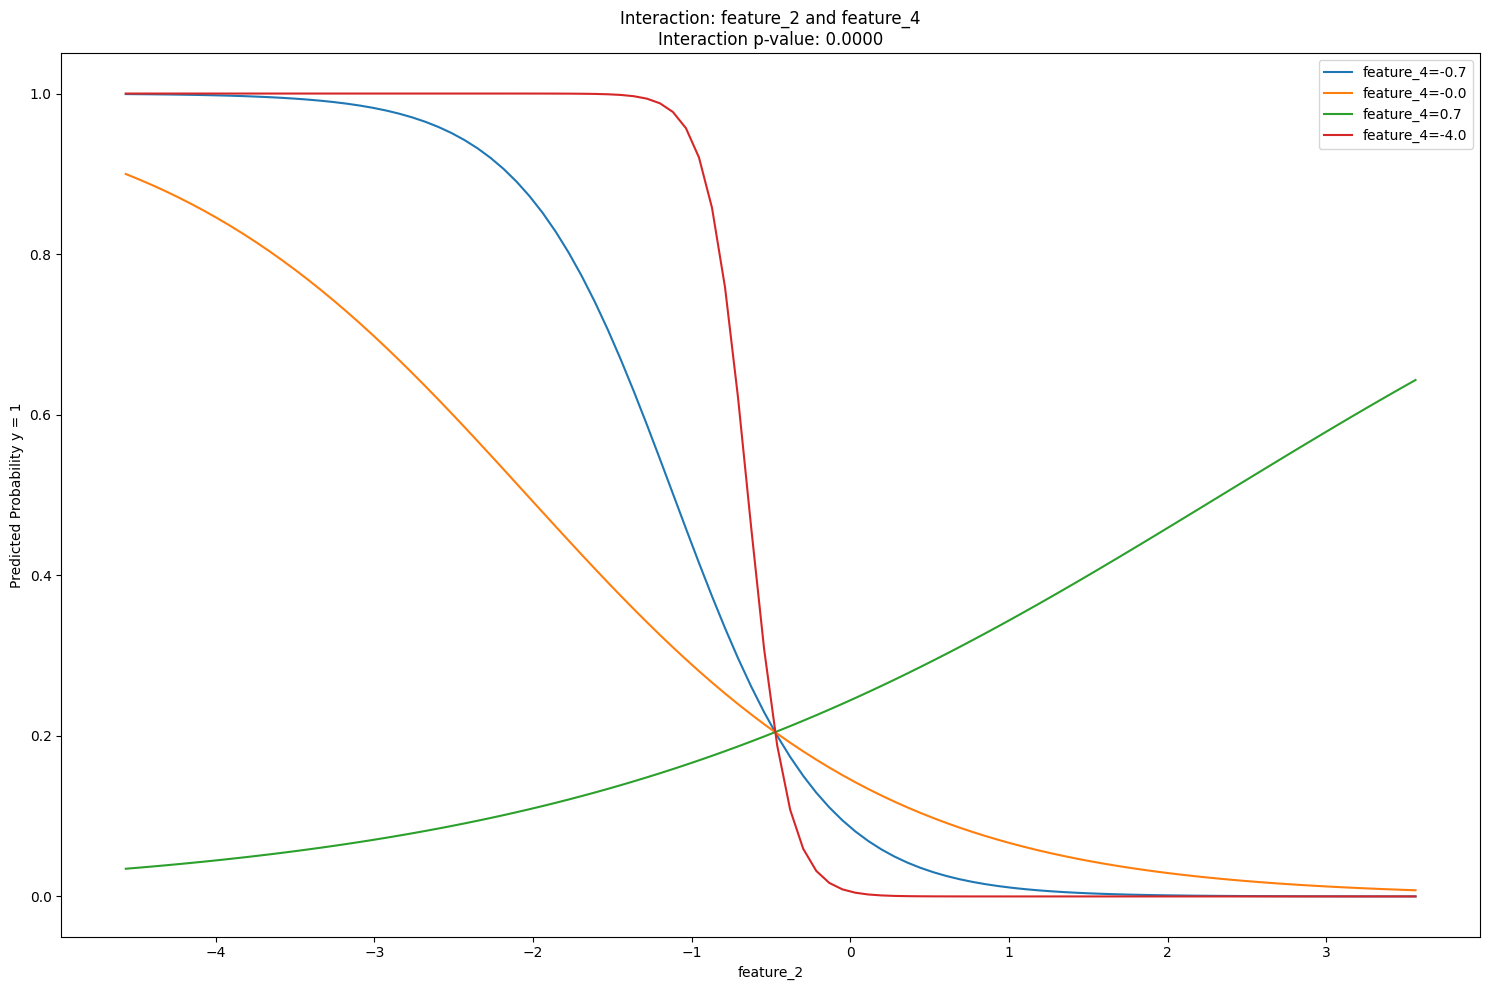 Interaction: feature_2 and feature_4
Interaction p-value: 0.0000
feature_4=-0.7
feature_4=-0.0
feature_4=0.7
feature_4=-4.0
Predicted Probability y = 1
1.0
0.8
0.6
0.4
0.2
0.0
−4
−3
−2
−1
0
1
2
3
feature_2